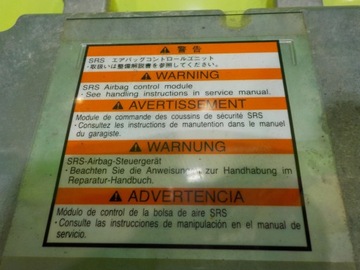 ⚠ 警告
SRS エアバッグコントロールユニット
・取扱いは整備解説書を参照してください。
⚠ WARNING
SRS Airbag control module
・See handling instructions in service manual.
⚠ AVERTISSEMENT
Module de commande des coussins de sécurité SRS
・Consultez les instructions de manutention dans le manuel
du garagiste.
⚠ WARNUNG
SRS-Airbag-Steuergerät
・Beachten Sie die Anweisungen zur Handhabung im
Reparatur-Handbuch.
⚠ ADVERTENCIA
Módulo de control de la bolsa de aire SRS
・Consulte las instrucciones de manipulación en el manual de
servicio.